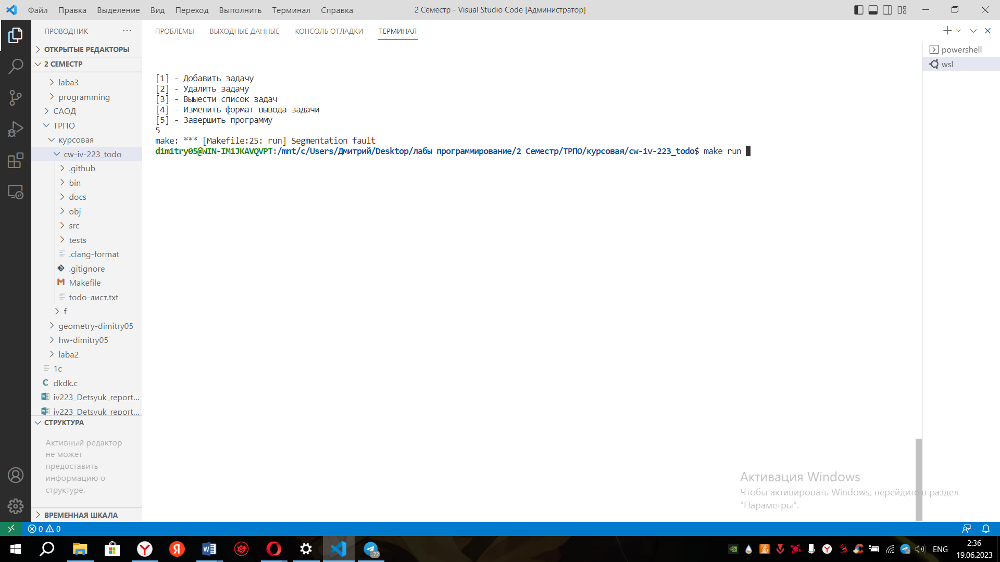 Файл Правка Выделение Вид Переход Выполнить Терминал Справка
2 Семестр - Visual Studio Code [Администратор]
ПРОВОДНИК
ОТКРЫТЫЕ РЕДАКТОРЫ
2 СЕМЕСТР
laba3
programming
САОД
ТРПО
курсовая
cw-iv-223_todo
.github
bin
docs
obj
src
tests
.clang-format
.gitignore
Makefile
todo-лист.txt
f
geometry-dimitry05
hw-dimitry05
laba2
1c
dkdk.c
iv223_Detsyuk_report...
iv223_Detsyuk_report...
СТРУКТУРА
Активный редактор
не может
предоставить
информацию о
структуре.
ВРЕМЕННАЯ ШКАЛА
ПРОБЛЕМЫ ВЫХОДНЫЕ ДАННЫЕ КОНСОЛЬ ОТЛАДКИ ТЕРМИНАЛ
[1] - Добавить задачу
[2] - Удалить задачу
[3] - Выыести список задач
[4] - Изменить формат вывода задачи
[5] - Завершить программу
5
make: *** [Makefile:25: run] Segmentation fault
dimitry05@WIN-IM1JKAVQVPT:/mnt/c/Users/Дмитрий/Desktop/лабы программирование/2 Семестр/ТРПО/курсовая/cw-iv-223_todo$ make run
powershell
wsl
Активация Windows
Чтобы активировать Windows, перейдите в раздел
"Параметры".
0 0
72
ENG
2:36
19.06.2023